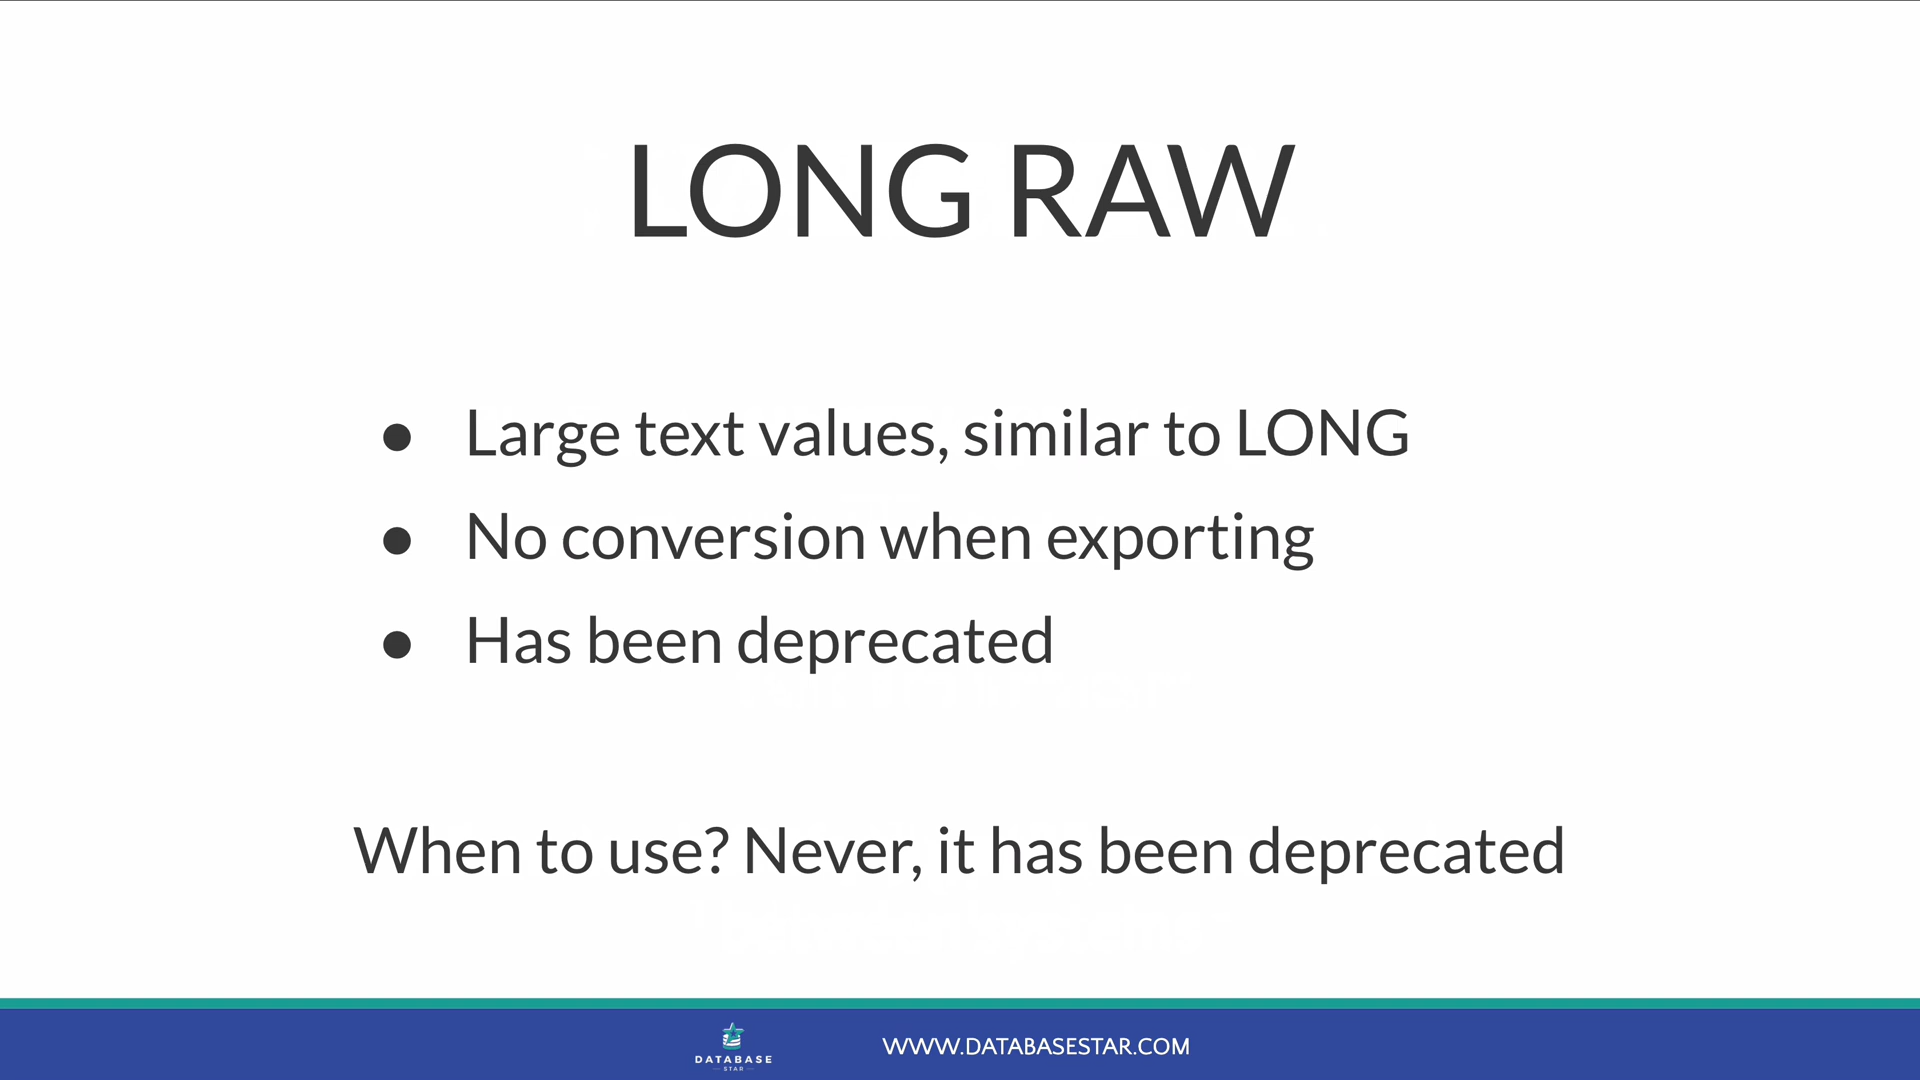 LONG RAW
● Large text values, similar to LONG
● No conversion when exporting
● Has been deprecated
When to use? Never, it has been deprecated
DATABASE
STAR
WWW.DATABASESTAR.COM